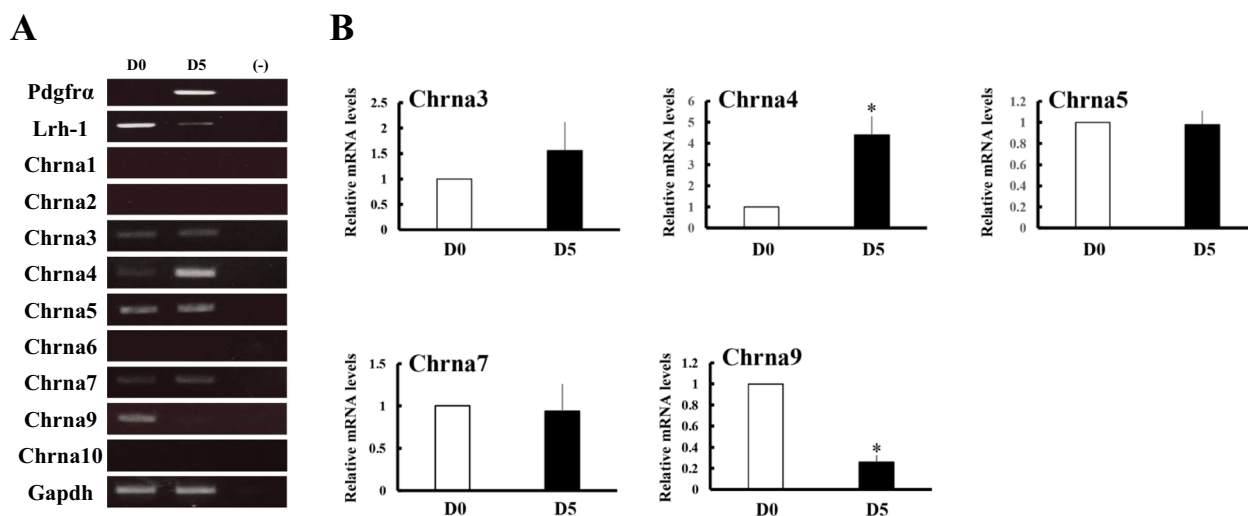 A
D0 D5 (-)
Pdgfrα
Lrh-1
Chrna1
Chrna2
Chrna3
Chrna4
Chrna5
Chrna6
Chrna7
Chrna9
Chrna10
Gapdh
B
Chrna3
Relative mRNA levels
2.5
2
1.5
1
0.5
0
D0 D5
Chrna4
Relative mRNA levels
6
5
4
3
2
1
0
*
D0 D5
Chrna5
Relative mRNA levels
1.2
1
0.8
0.6
0.4
0.2
0
D0 D5
Chrna7
Relative mRNA levels
1.5
1
0.5
0
D0 D5
Chrna9
Relative mRNA levels
1.2
1
0.8
0.6
0.4
0.2
0
*
D0 D5